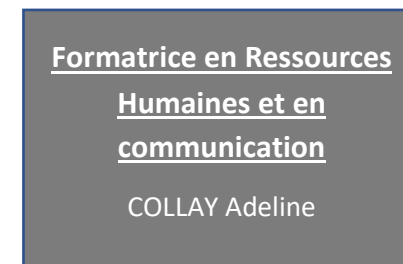 Formatrice en Ressources
Humaines et en
communication
COLLAY Adeline